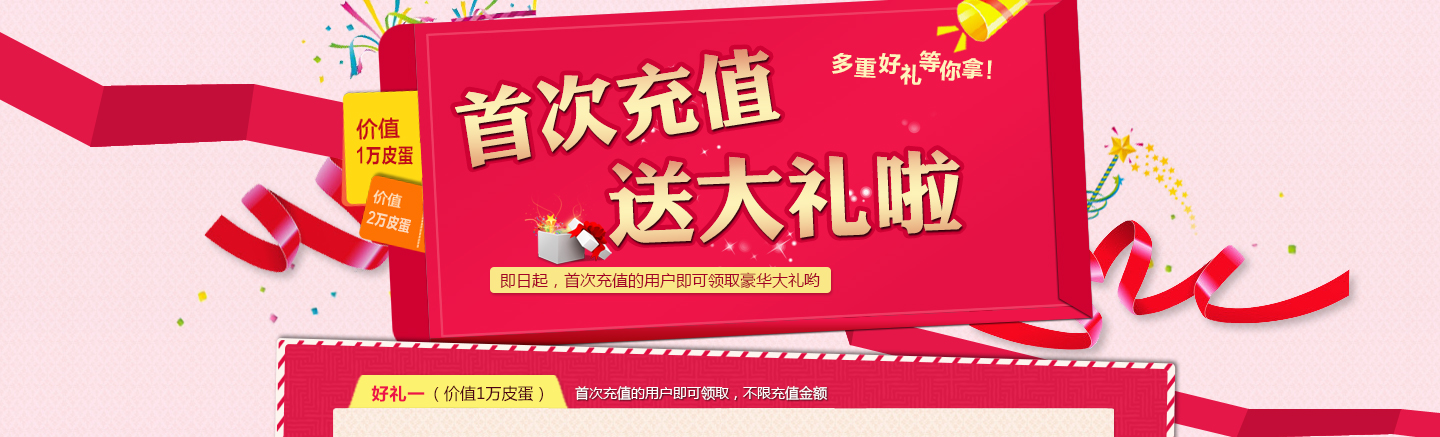 多重好礼等你拿！
首次充值
送大礼啦
价值
1万皮蛋
价值
2万皮蛋
即日起，首次充值的用户即可领取豪华大礼哟
好礼一（价值1万皮蛋） 首次充值的用户即可领取，不限充值金额